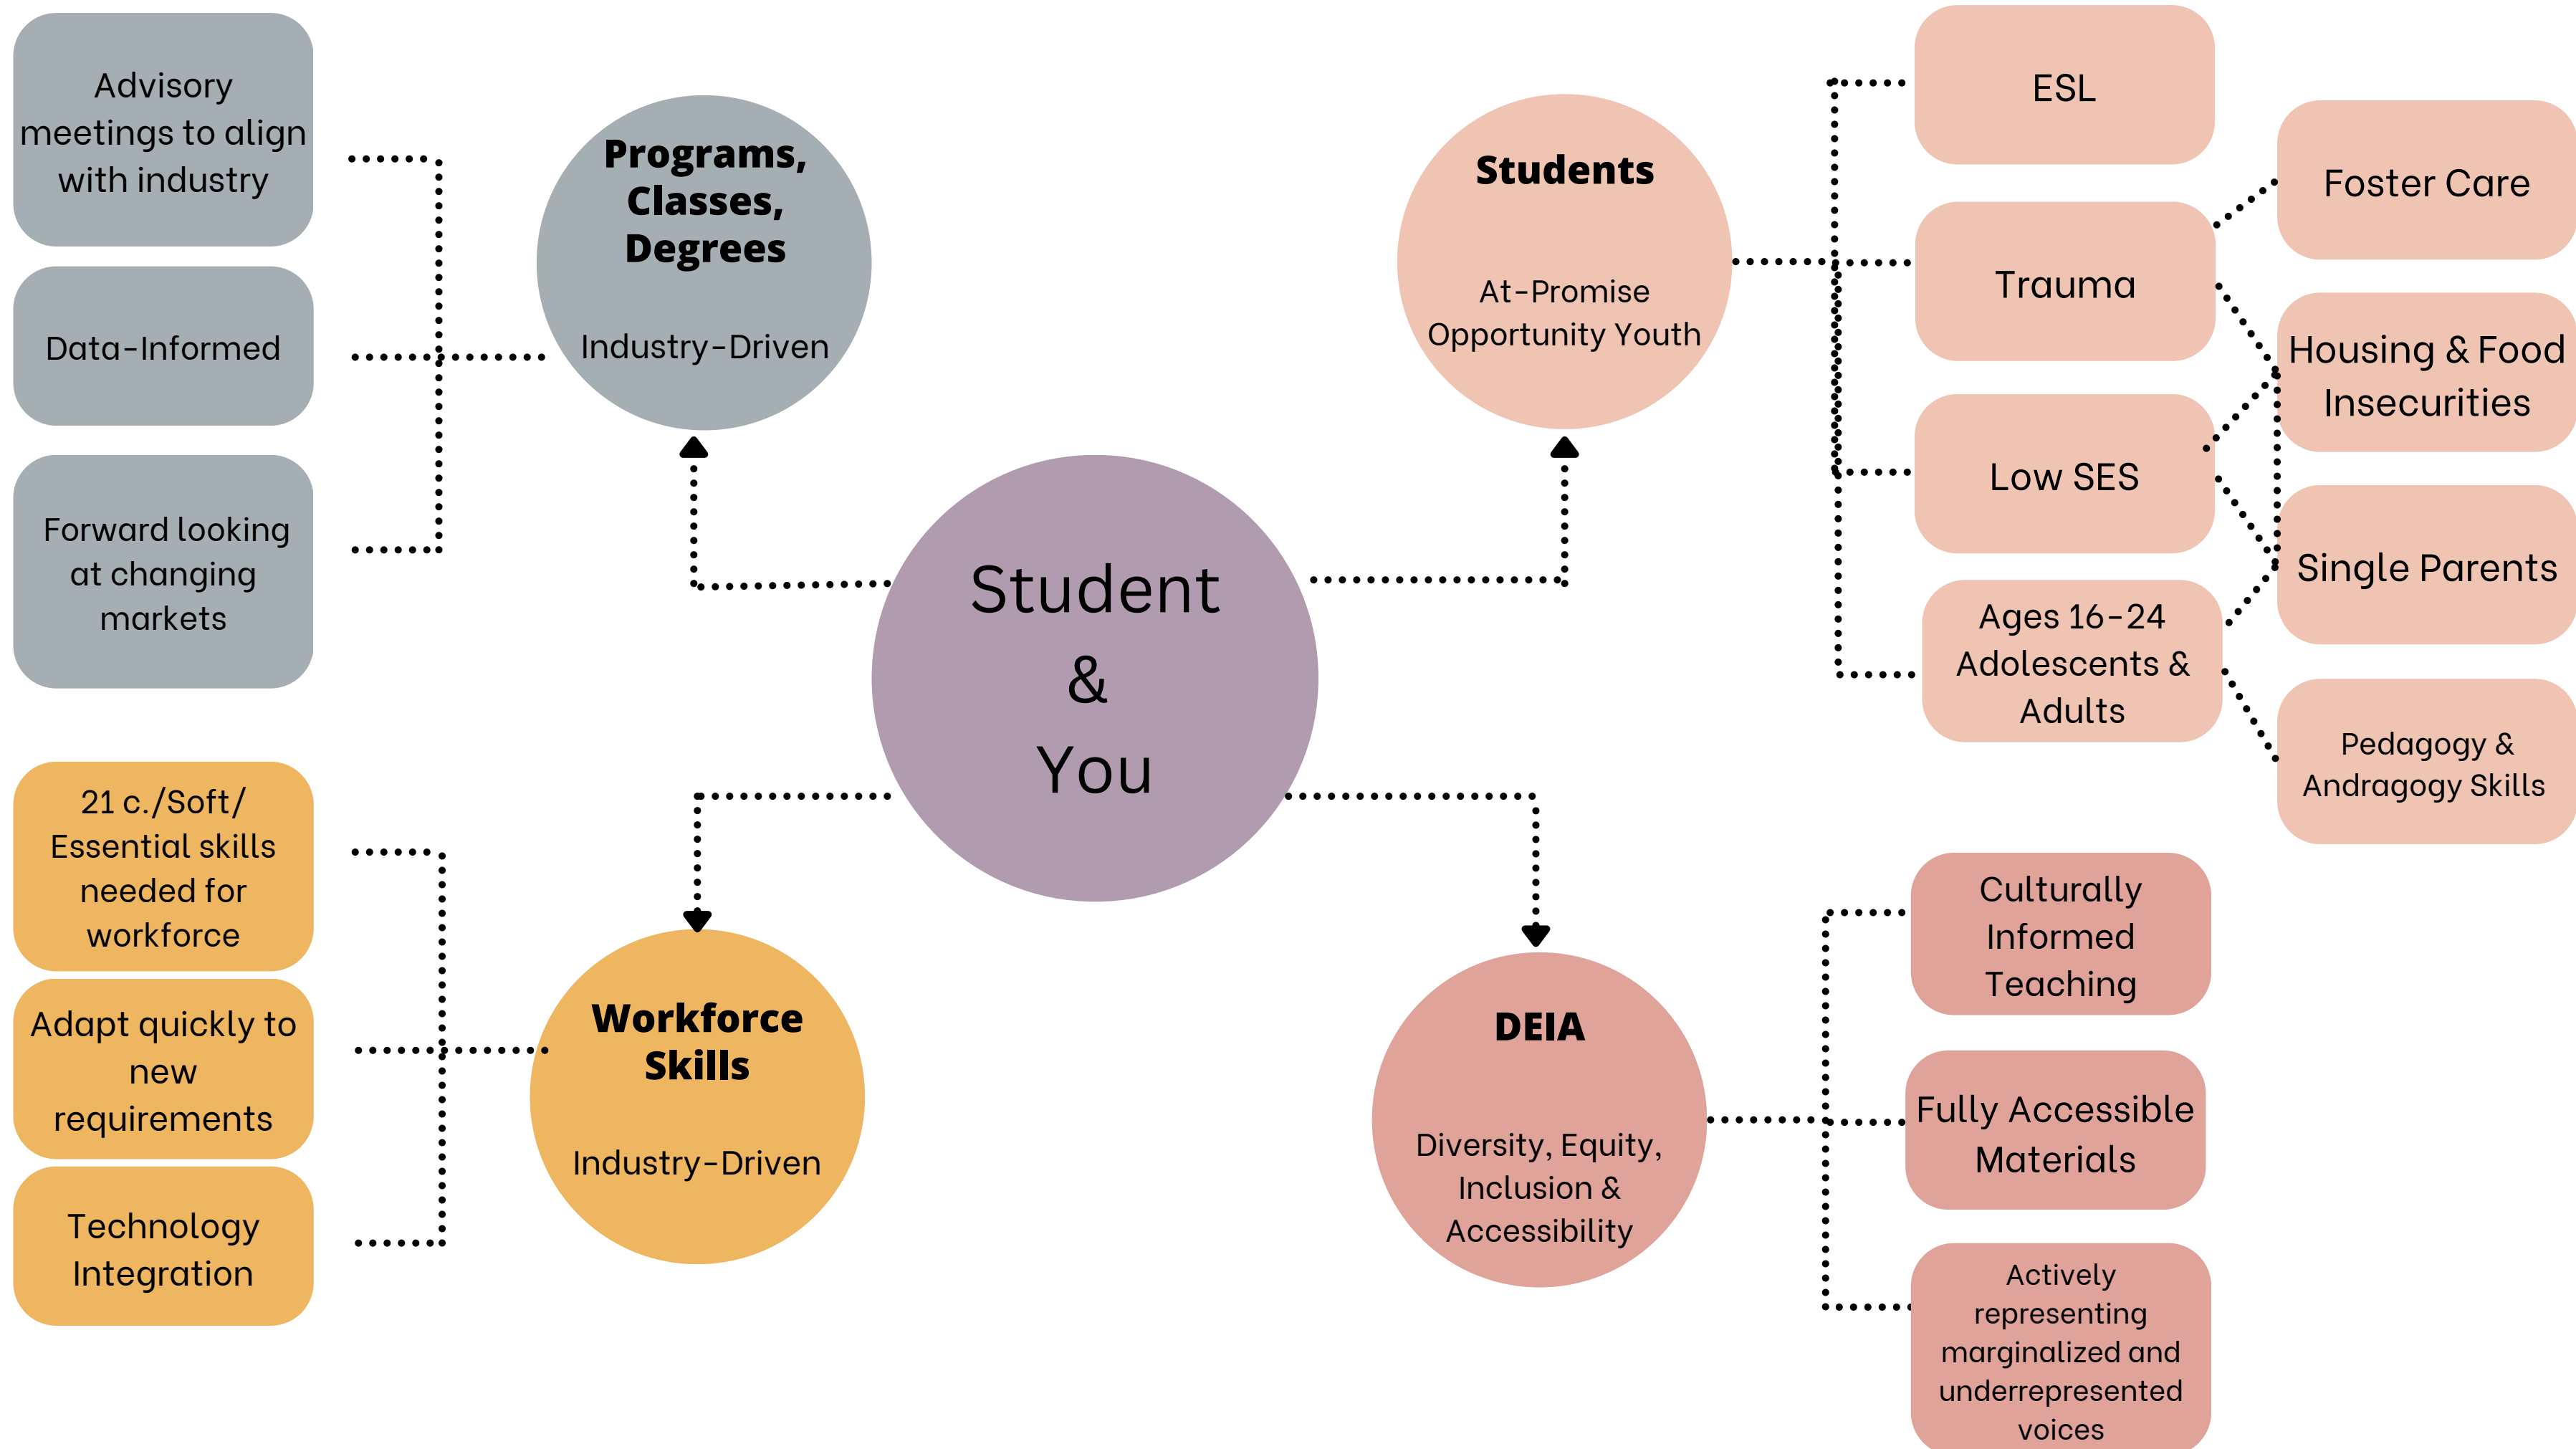 Advisory
meetings to align
with industry
Data-Informed
Forward looking
at changing
markets
Programs,
Classes,
Degrees
Industry-Driven
Students
At-Promise
Opportunity Youth
ESL
Trauma
Low SES
Ages 16-24
Adolescents &
Adults
Foster Care
Housing & Food
Insecurities
Single Parents
Pedagogy &
Andragogy Skills
Student
&
You
21 c./Soft/
Essential skills
needed for
workforce
Adapt quickly to
new
requirements
Technology
Integration
Workforce
Skills
Industry-Driven
DEIA
Diversity, Equity,
Inclusion &
Accessibility
Culturally
Informed
Teaching
Fully Accessible
Materials
Actively
representing
marginalized and
underrepresented
voices